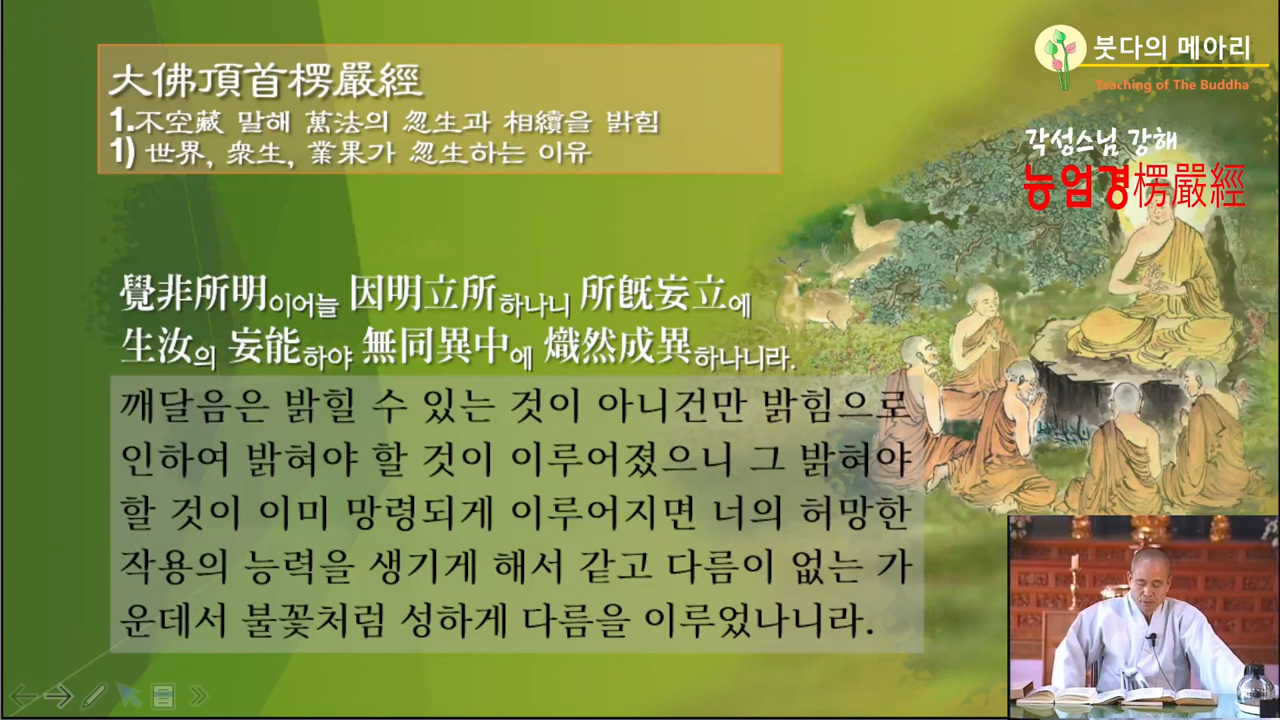 大佛頂首楞嚴經
1.不空藏 말해 萬法의 忽生과 相續을 밝힘
1) 世界, 衆生, 業果가 忽生하는 이유
붓다의 메아리
Teaching of The Buddha
각성스님 강해
능엄경楞嚴經
覺非所明이어늘 因明立所하나니 所旣妄立에
生汝의 妄能하야 無同異中에 熾然成異하나니라.
깨달음은 밝힐 수 있는 것이 아니건만 밝힘으로
인하여 밝혀야 할 것이 이루어졌으니 그 밝혀야
할 것이 이미 망령되게 이루어지면 너의 허망한
작용의 능력을 생기게 해서 같고 다름이 없는 가
운데서 불꽃처럼 성하게 다름을 이루었나니라.